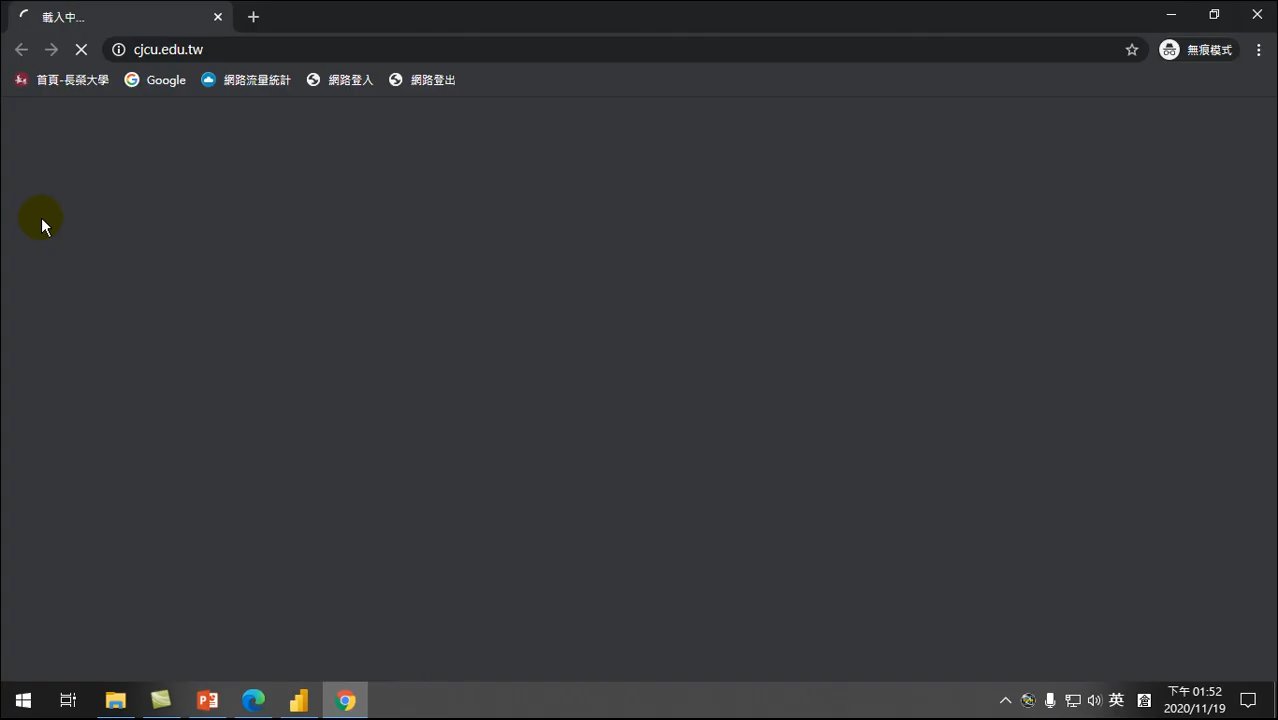 載入中...
cjcu.edu.tw
無痕模式
首頁-長榮大學 Google 網路流量統計 網路登入 網路登出
英
下午 01:52
2020/11/19